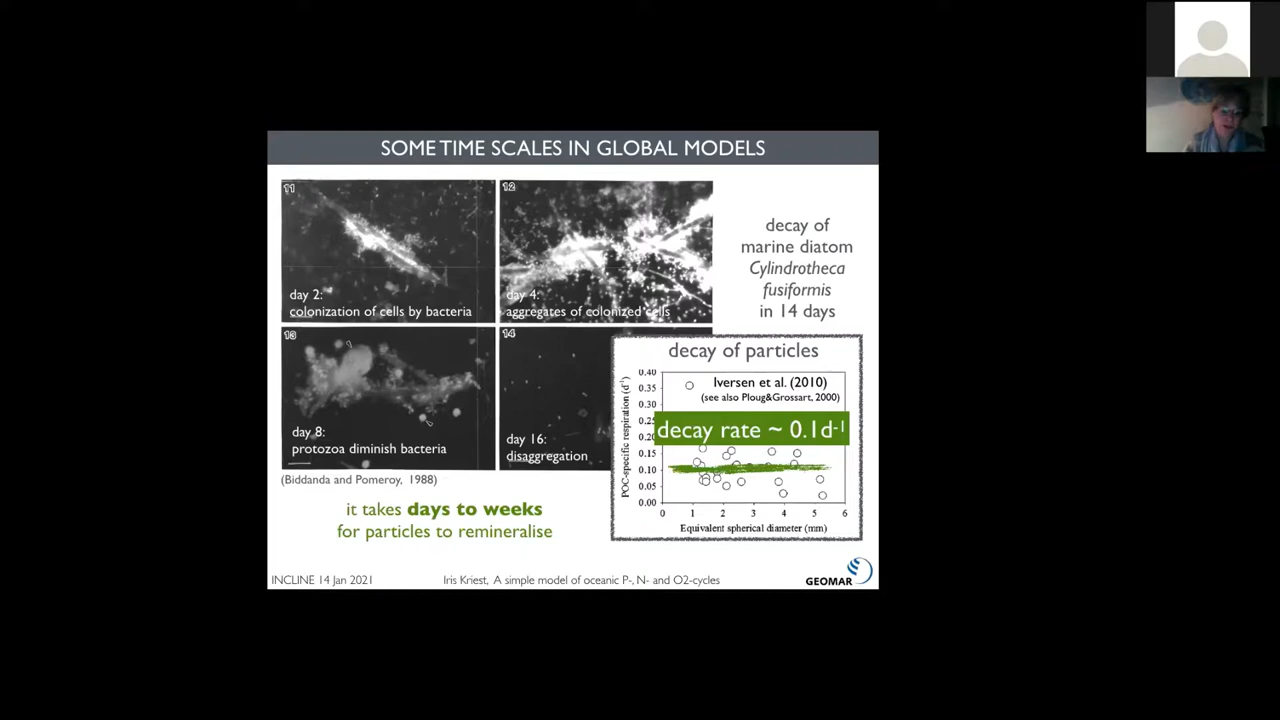 SOME TIME SCALES IN GLOBAL MODELS
11
day 2:
colonization of cells by bacteria
12
day 4:
aggregates of colonized cells
13
day 8:
protozoa diminish bacteria
14
day 16:
disaggregation
(Biddanda and Pomeroy, 1988)
decay of
marine diatom
Cylindrotheca
fusiformis
in 14 days
decay of particles
Iversen et al. (2010)
(see also Ploug&Grossart, 2000)
decay rate ~ 0.1d-1
POC-specific respiration (d-1)
0.40
0.35
0.30
0.25
0.20
0.10
0.05
0.00
0 1 2 3 4 5 6
Equivalent spherical diameter (mm)
it takes days to weeks
for particles to remineralise
INCLINE 14 Jan 2021
Iris Kriest, A simple model of oceanic P-, N- and O2-cycles
GEOMAR